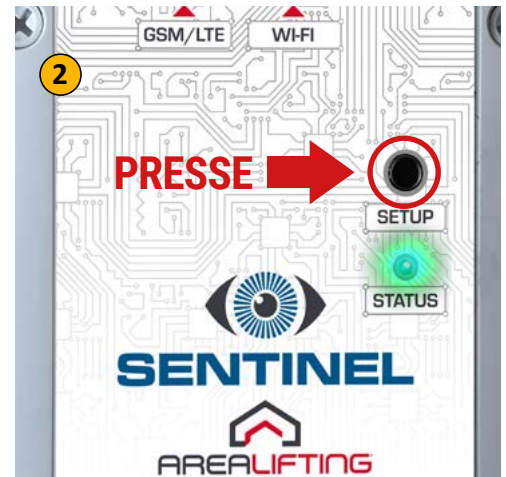 GSM/LTE WI-FI
2
PRESSE
SETUP
STATUS
SENTINEL
AREALIFTING